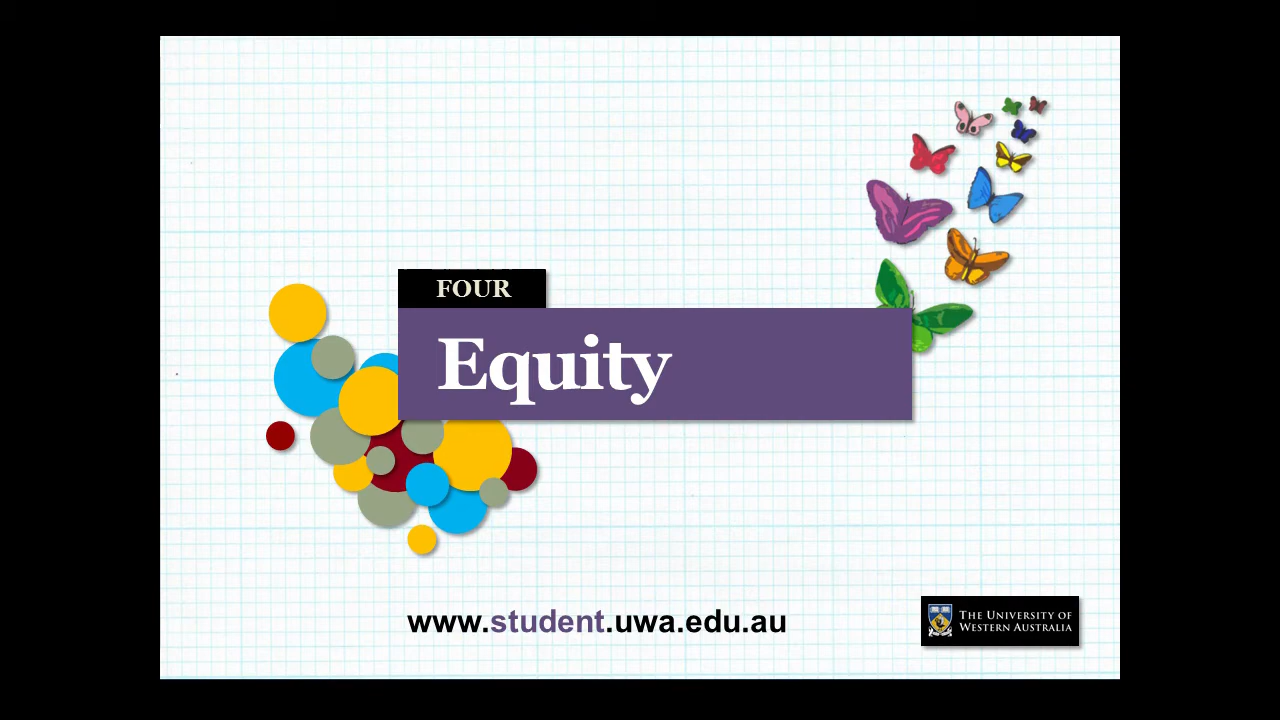 FOUR
Equity
www.student.uwa.edu.au
THE UNIVERSITY OF
WESTERN AUSTRALIA